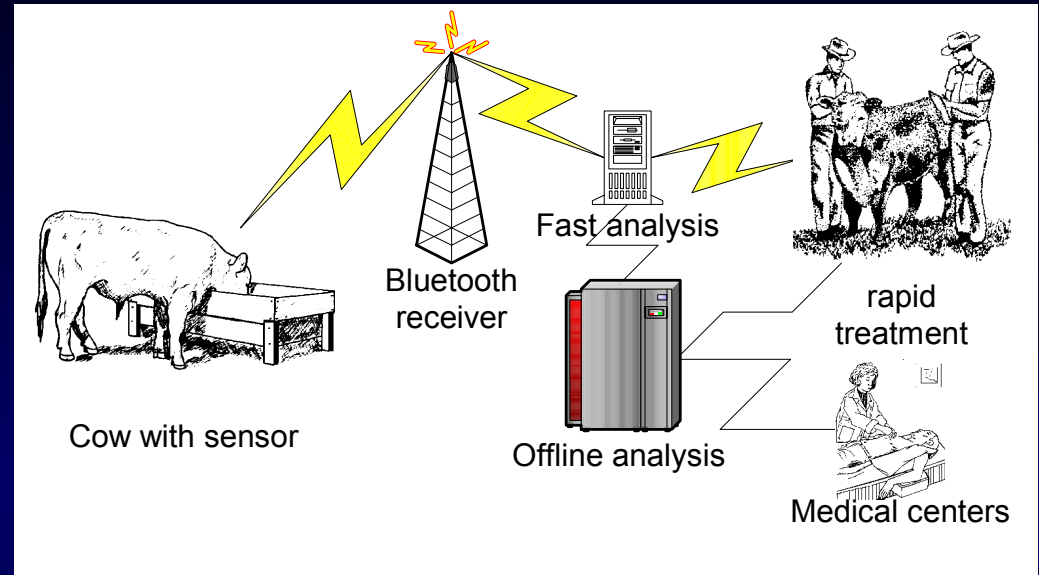 Fast analysis
Bluetooth
receiver
rapid
treatment
Cow with sensor
Offline analysis
Medical centers